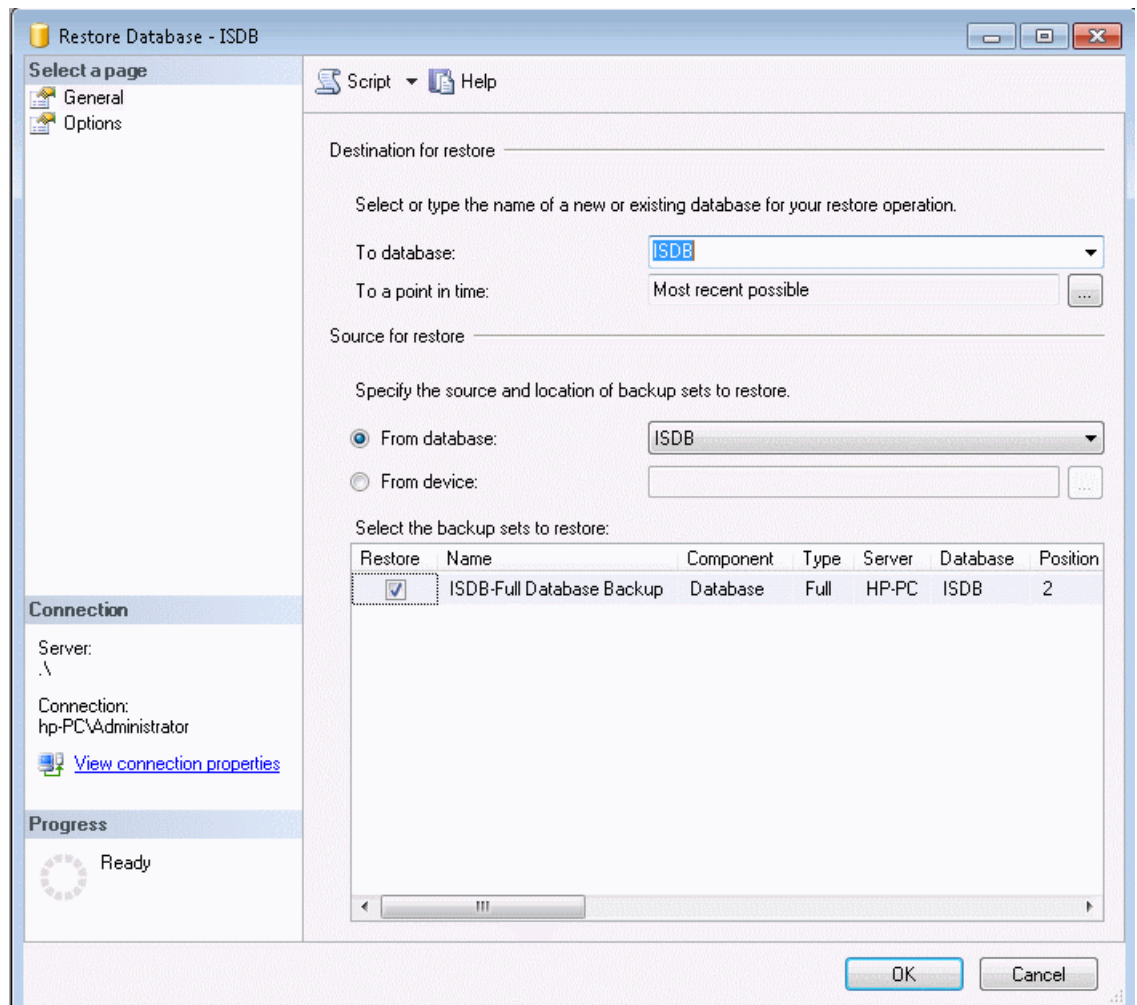 Restore Database - ISDB
Select a page
General
Options
Script
Help
Destination for restore
Select or type the name of a new or existing database for your restore operation.
To database:
ISDB
To a point in time:
Most recent possible
...
Source for restore
Specify the source and location of backup sets to restore.
From database:
ISDB
From device:
...
Select the backup sets to restore:
Restore Name Component Type Server Database Position
ISDB-Full Database Backup Database Full HP-PC ISDB 2
Connection
Server:
.\
Connection:
hp-PC\Administrator
View connection properties
Progress
Ready
OK
Cancel